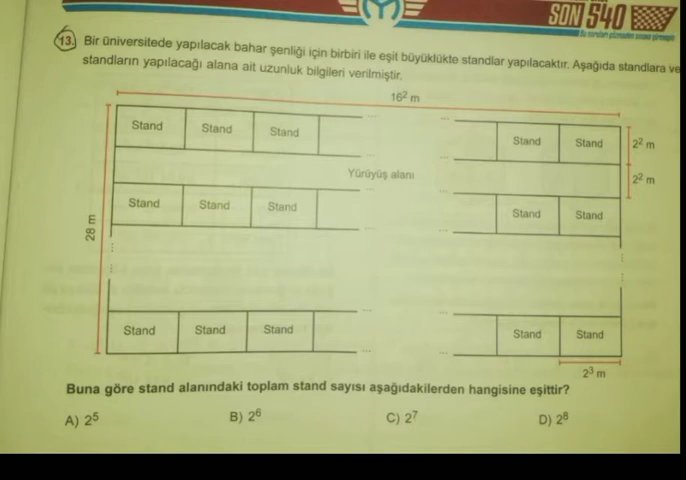 SON 540
13. Bir üniversitede yapılacak bahar şenliği için birbiri ile eşit büyüklükte standlar yapılacaktır. Aşağıda standlara ve
standların yapılacağı alana ait uzunluk bilgileri verilmiştir.
16² m
Stand Stand Stand ... ... Stand Stand 2² m
Yürüyüş alanı 2² m
Stand Stand Stand ... ... Stand Stand
28 m
Stand Stand Stand ... ... Stand Stand
2³ m
Buna göre stand alanındaki toplam stand sayısı aşağıdakilerden hangisine eşittir?
A) 2⁵ B) 2⁶ C) 2⁷ D) 2⁸